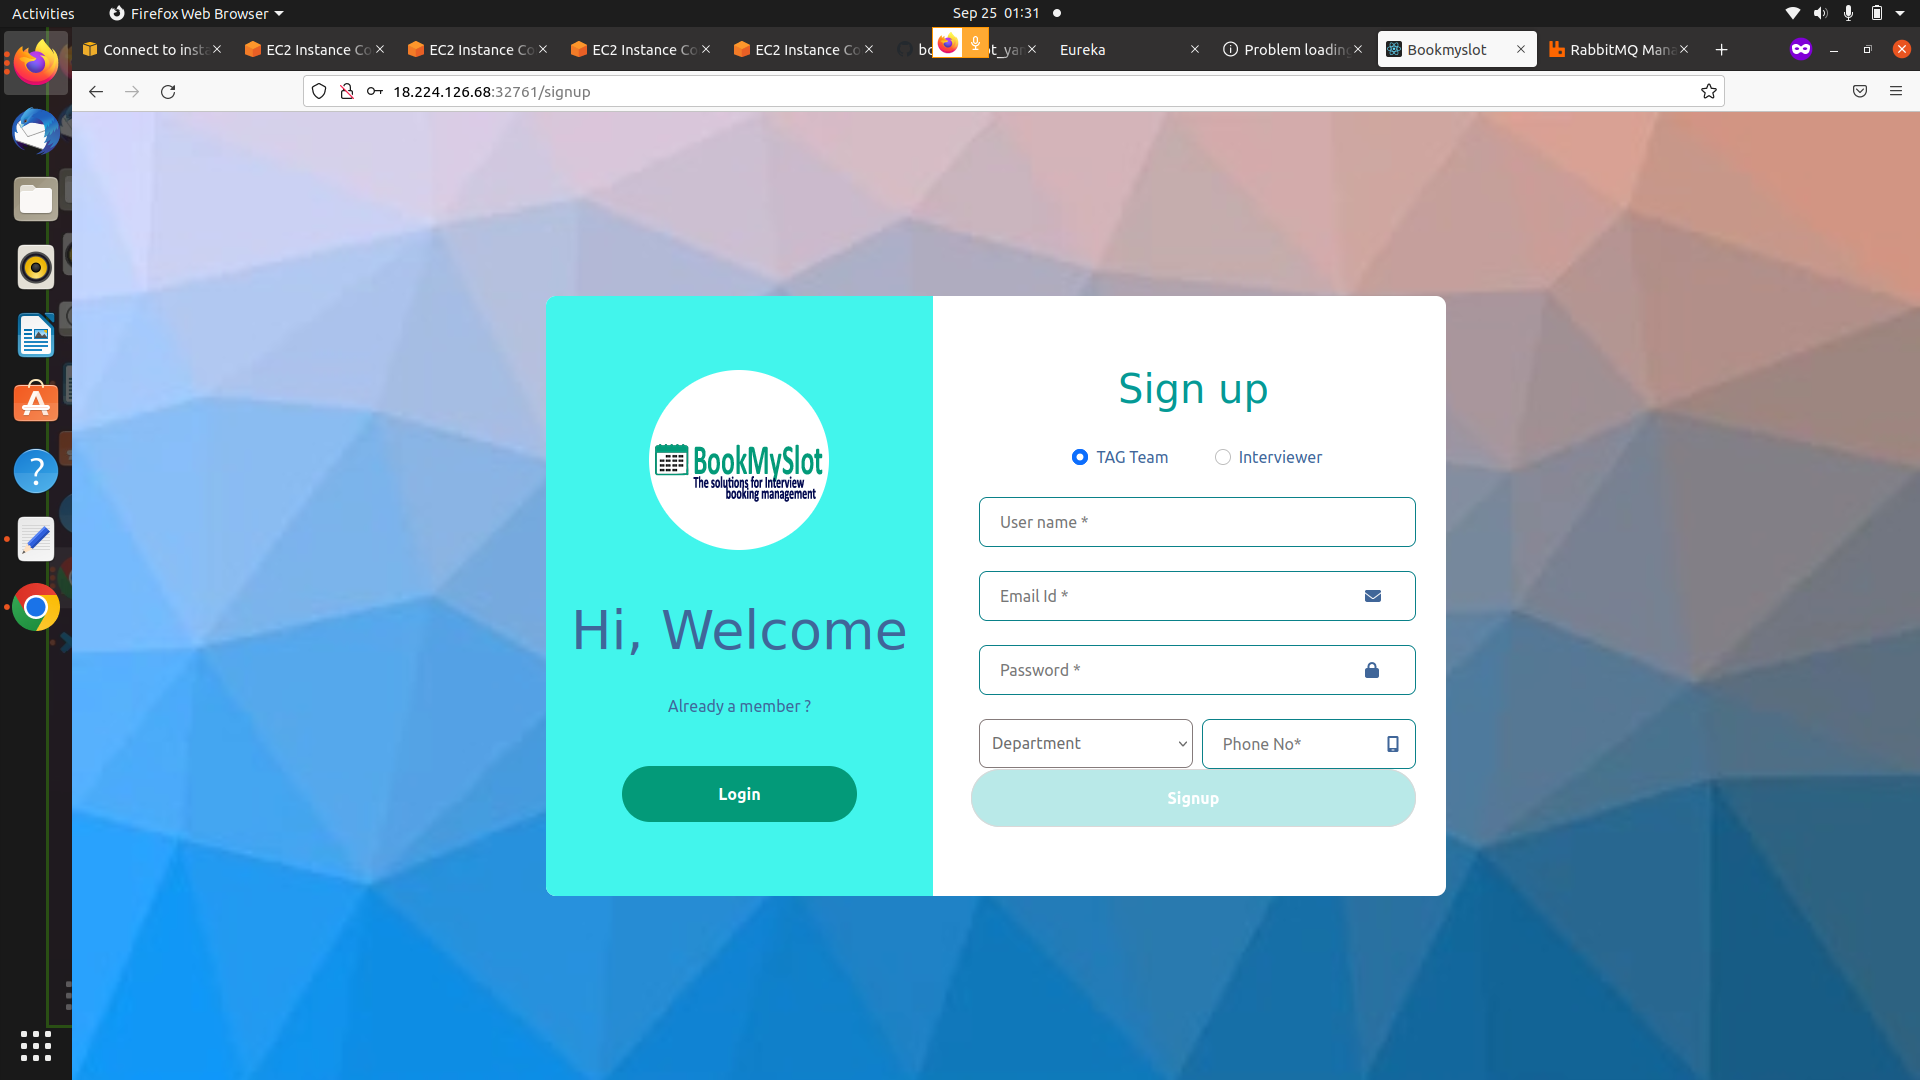 Activities
Firefox Web Browser
Sep 25 01:31
Connect to insta
EC2 Instance Co
EC2 Instance Co
EC2 Instance Co
EC2 Instance Co
Eureka
Problem loading
Bookmyslot
RabbitMQ Mana
18.224.126.68:32761/signup
BookMySlot
The solutions for Interview
booking management
Hi, Welcome
Already a member ?
Login
Sign up
TAG Team
Interviewer
User name *
Email Id *
Password *
Department
Phone No*
Signup